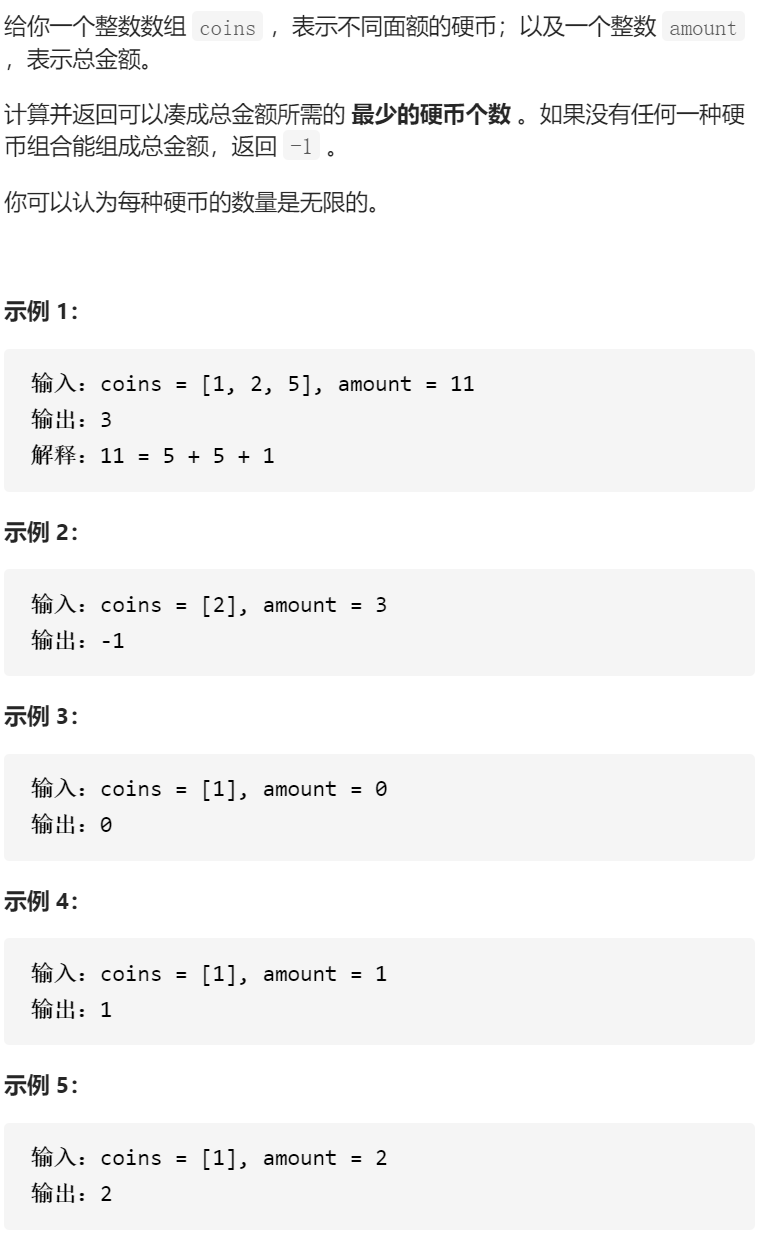 给你一个整数数组 coins ，表示不同面额的硬币；以及一个整数 amount
，表示总金额。
计算并返回可以凑成总金额所需的 最少的硬币个数 。如果没有任何一种硬
币组合能组成总金额，返回 -1 。
你可以认为每种硬币的数量是无限的。
示例 1：
输入：coins = [1, 2, 5], amount = 11
输出：3
解释：11 = 5 + 5 + 1
示例 2：
输入：coins = [2], amount = 3
输出：-1
示例 3：
输入：coins = [1], amount = 0
输出：0
示例 4：
输入：coins = [1], amount = 1
输出：1
示例 5：
输入：coins = [1], amount = 2
输出：2